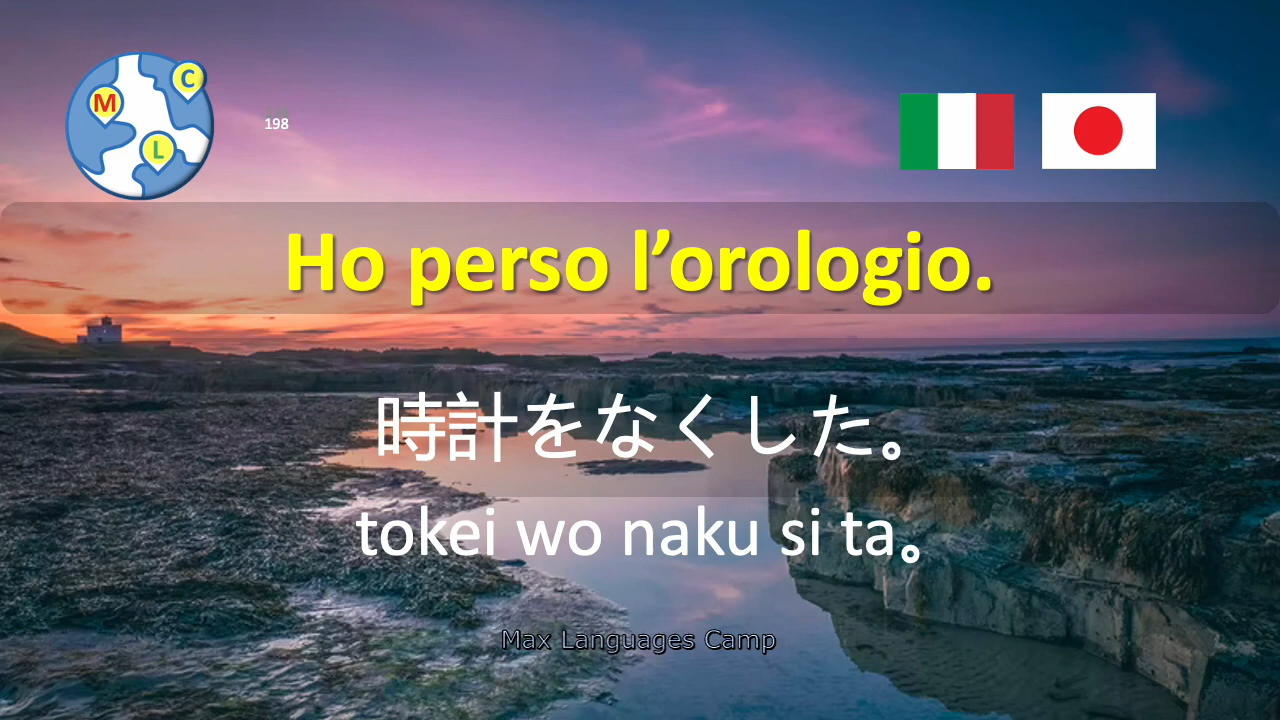 M
C
L
198
Ho perso l’orologio.
時計をなくした。
tokei wo naku si ta。
Max Languages Camp